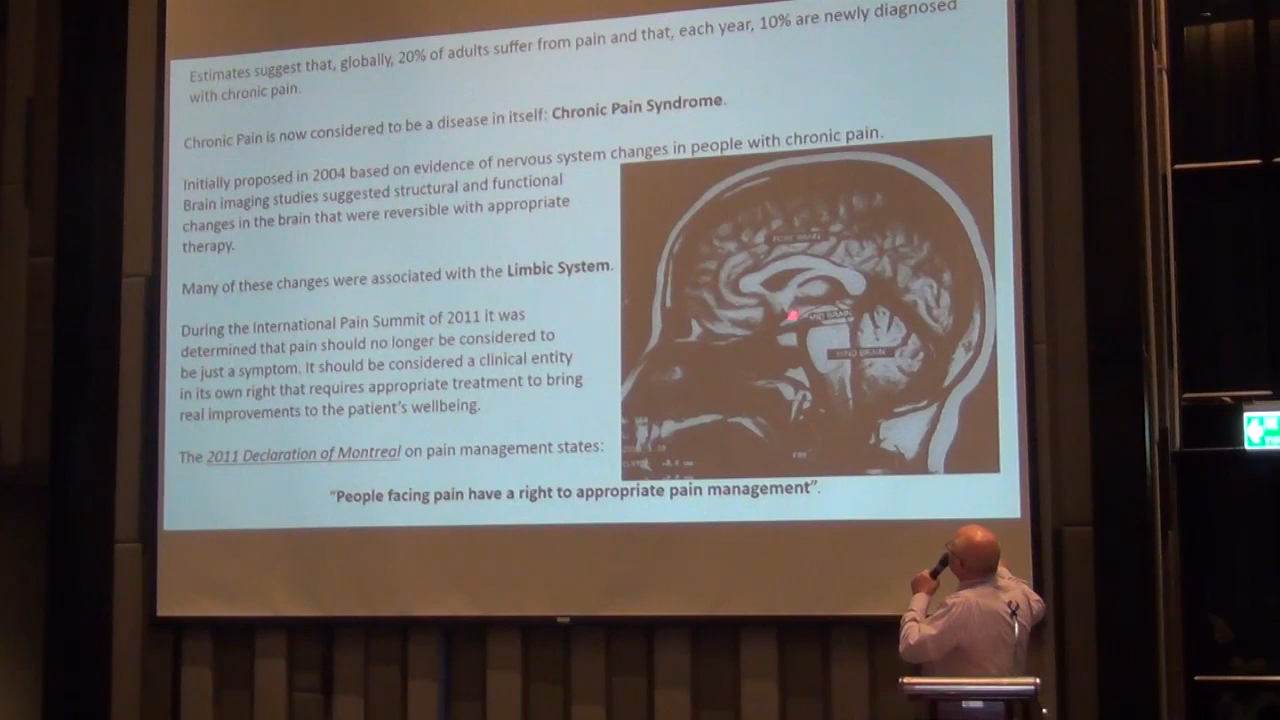 Estimates suggest that, globally, 20% of adults suffer from pain and that, each year, 10% are newly diagnosed
with chronic pain.
Chronic Pain is now considered to be a disease in itself: Chronic Pain Syndrome.
Initially proposed in 2004 based on evidence of nervous system changes in people with chronic pain.
Brain imaging studies suggested structural and functional
changes in the brain that were reversible with appropriate
therapy.
Many of these changes were associated with the Limbic System.
During the International Pain Summit of 2011 it was
determined that pain should no longer be considered to
be just a symptom. It should be considered a clinical entity
in its own right that requires appropriate treatment to bring
real improvements to the patient's wellbeing.
The 2011 Declaration of Montreal on pain management states:
"People facing pain have a right to appropriate pain management".
FORE BRAIN
MID BRAIN
HIND BRAIN